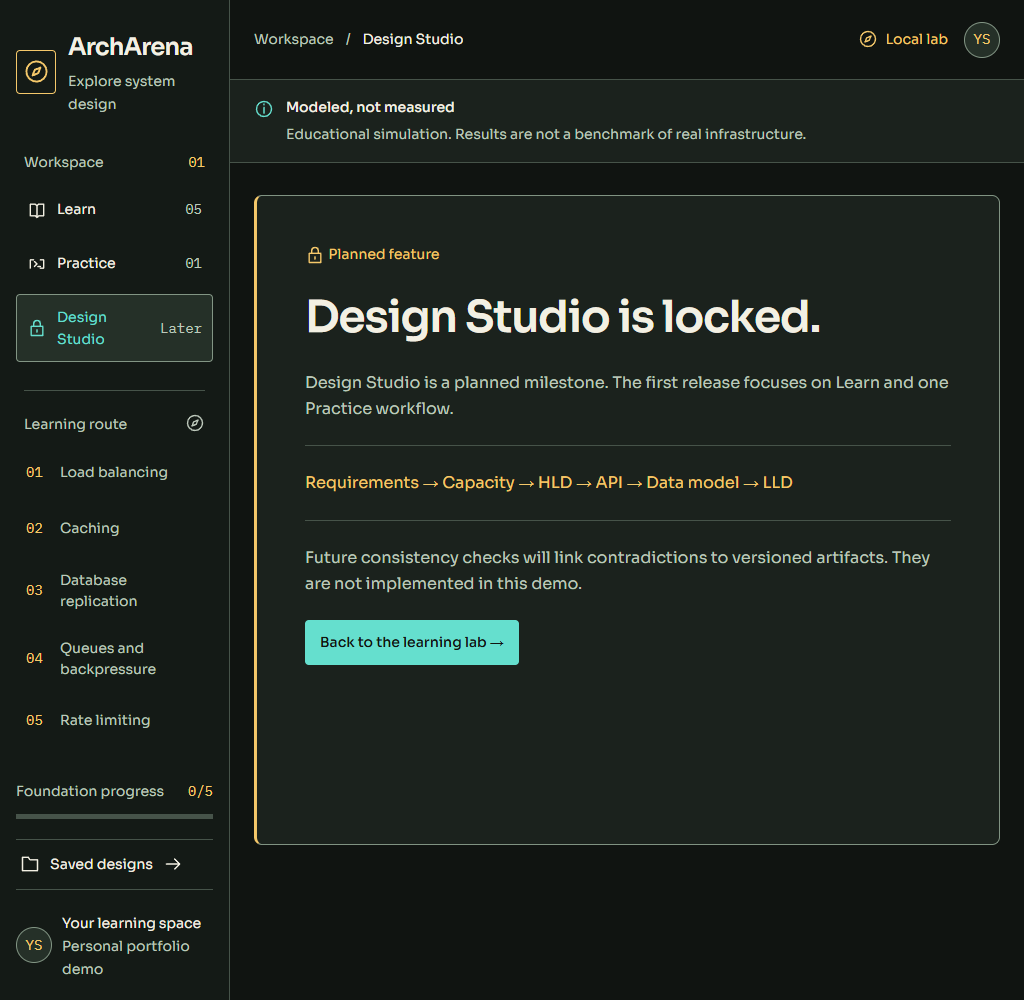 ArchArena
Explore system
design
Workspace 01
Learn 05
Practice 01
Design
Studio
Later
Learning route
01 Load balancing
02 Caching
03 Database
replication
04 Queues and
backpressure
05 Rate limiting
Foundation progress 0/5
Saved designs →
YS
Your learning space
Personal portfolio
demo
Workspace / Design Studio
Local lab
YS
Modeled, not measured
Educational simulation. Results are not a benchmark of real infrastructure.
Planned feature
Design Studio is locked.
Design Studio is a planned milestone. The first release focuses on Learn and one
Practice workflow.
Requirements → Capacity → HLD → API → Data model → LLD
Future consistency checks will link contradictions to versioned artifacts. They
are not implemented in this demo.
Back to the learning lab →